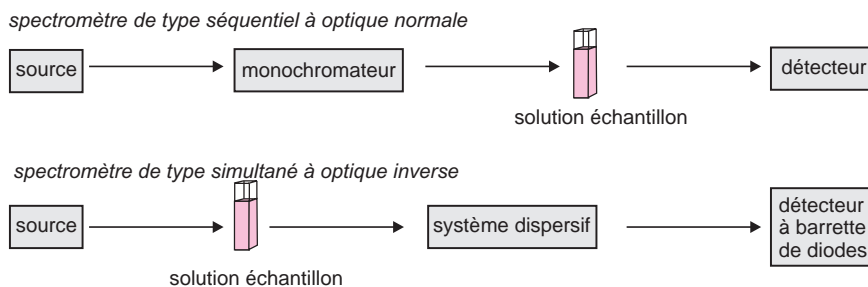 spectromètre de type séquentiel à optique normale
source
monochromateur
détecteur
solution échantillon
spectromètre de type simultané à optique inverse
source
système dispersif
détecteur
à barrette
de diodes
solution échantillon